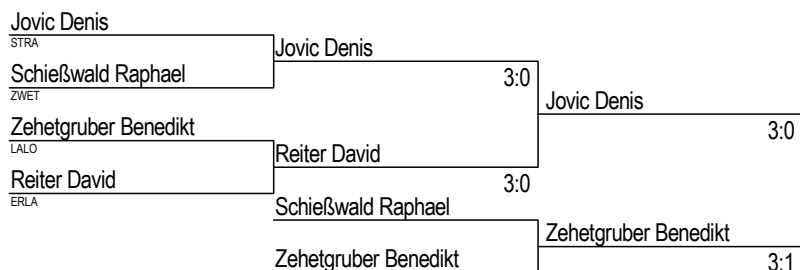 Jovic Denis
STRA
Jovic Denis
Schießwald Raphael
3:0
ZWET
Jovic Denis
Zehetgruber Benedikt
3:0
LALO
Reiter David
Reiter David
3:0
ERLA
Schießwald Raphael
Zehetgruber Benedikt
Zehetgruber Benedikt
3:1